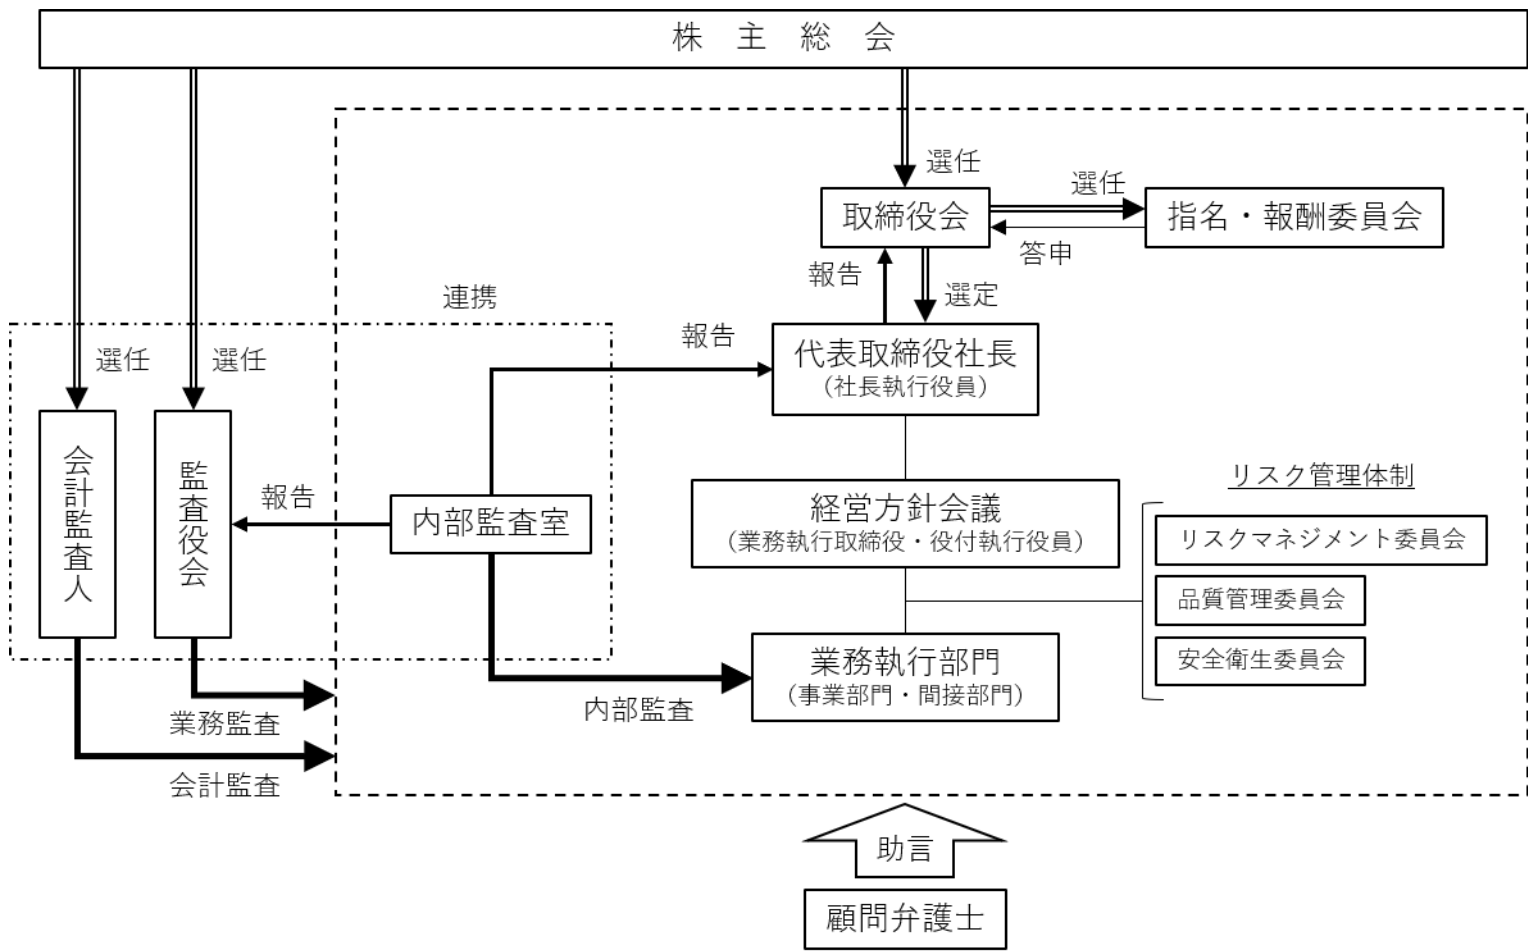 株 主 総 会
選任
選任
取締役会
指名・報酬委員会
答申
報告
選定
連携
報告
選任
選任
代表取締役社長
（社長執行役員）
会計監査人
監査役会
報告
内部監査室
経営方針会議
（業務執行取締役・役付執行役員）
リスク管理体制
リスクマネジメント委員会
品質管理委員会
安全衛生委員会
業務執行部門
（事業部門・間接部門）
内部監査
業務監査
会計監査
助言
顧問弁護士